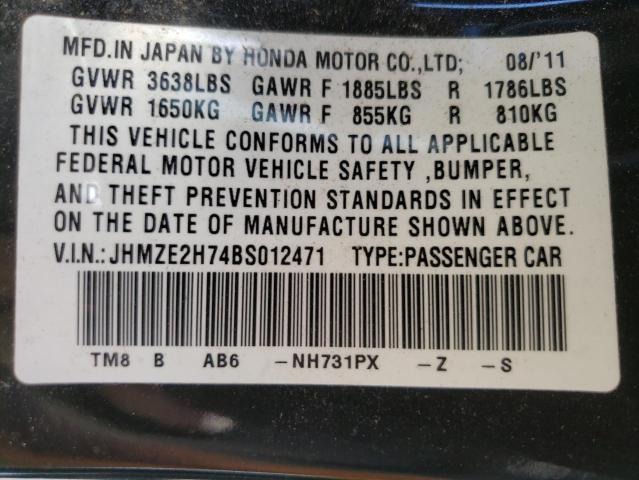 MFD.IN JAPAN BY HONDA MOTOR CO.,LTD; 08/'11
GVWR 3638LBS GAWR F 1885LBS R 1786LBS
GVWR 1650KG GAWR F 855KG R 810KG
THIS VEHICLE CONFORMS TO ALL APPLICABLE
FEDERAL MOTOR VEHICLE SAFETY ,BUMPER,
AND THEFT PREVENTION STANDARDS IN EFFECT
ON THE DATE OF MANUFACTURE SHOWN ABOVE.
V.I.N.:JHMZE2H74BS012471 TYPE:PASSENGER CAR
TM8 B AB6 -NH731PX -Z -S